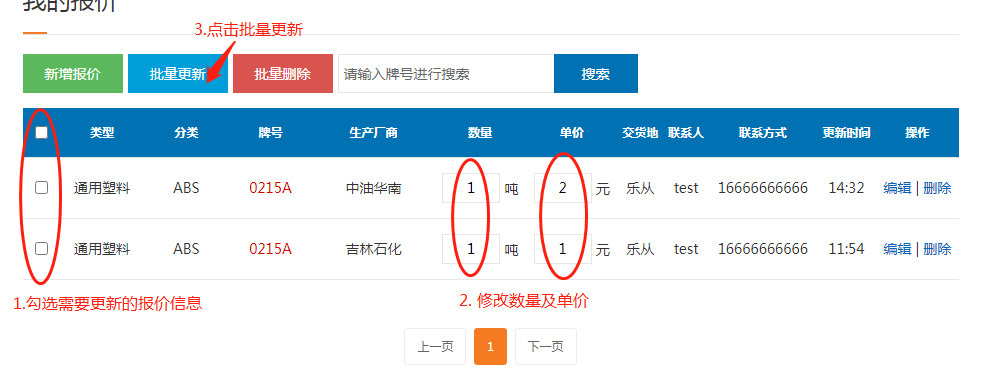 我的报价
3.点击批量更新
新增报价 批量更新 批量删除 请输入牌号进行搜索 搜索
类型 分类 牌号 生产厂商 数量 单价 交货地 联系人 联系方式 更新时间 操作
通用塑料 ABS 0215A 中油华南 1 吨 2 元 乐从 test 16666666666 14:32 编辑 | 删除
通用塑料 ABS 0215A 吉林石化 1 吨 1 元 乐从 test 16666666666 11:54 编辑 | 删除
1.勾选需要更新的报价信息
2. 修改数量及单价
上一页 1 下一页